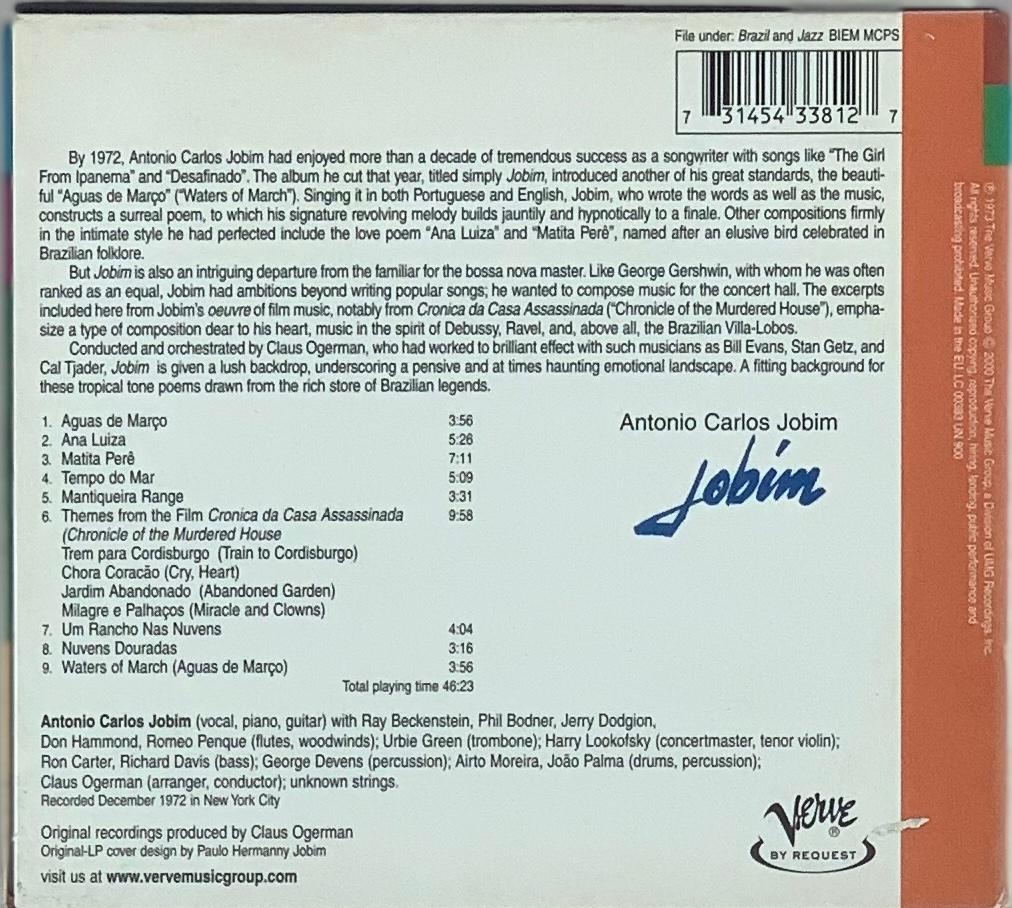 File under: Brazil and Jazz BIEM MCPS
7 31454 33812 7
By 1972, Antonio Carlos Jobim had enjoyed more than a decade of tremendous success as a songwriter with songs like "The Girl
From Ipanema" and "Desafinado". The album he cut that year, titled simply Jobim, introduced another of his great standards, the beauti-
ful "Aguas de Março" ("Waters of March"). Singing it in both Portuguese and English, Jobim, who wrote the words as well as the music,
constructs a surreal poem, to which his signature revolving melody builds jauntily and hypnotically to a finale. Other compositions firmly
in the intimate style he had perfected include the love poem "Ana Luiza" and "Matita Perê", named after an elusive bird celebrated in
Brazilian folklore.
But Jobim is also an intriguing departure from the familiar for the bossa nova master. Like George Gershwin, with whom he was often
ranked as an equal, Jobim had ambitions beyond writing popular songs; he wanted to compose music for the concert hall. The excerpts
included here from Jobim's oeuvre of film music, notably from Cronica da Casa Assassinada ("Chronicle of the Murdered House"), empha-
size a type of composition dear to his heart, music in the spirit of Debussy, Ravel, and, above all, the Brazilian Villa-Lobos.
Conducted and orchestrated by Claus Ogerman, who had worked to brilliant effect with such musicians as Bill Evans, Stan Getz, and
Cal Tjader, Jobim is given a lush backdrop, underscoring a pensive and at times haunting emotional landscape. A fitting background for
these tropical tone poems drawn from the rich store of Brazilian legends.
1. Aguas de Março 3:56
2. Ana Luiza 5:26
3. Matita Perê 7:11
4. Tempo do Mar 5:09
5. Mantiqueira Range 3:31
6. Themes from the Film Cronica da Casa Assassinada 9:58
(Chronicle of the Murdered House
Trem para Cordisburgo (Train to Cordisburgo)
Chora Coracão (Cry, Heart)
Jardim Abandonado (Abandoned Garden)
Milagre e Palhaços (Miracle and Clowns)
7. Um Rancho Nas Nuvens 4:04
8. Nuvens Douradas 3:16
9. Waters of March (Aguas de Março) 3:56
Total playing time 46:23
Antonio Carlos Jobim
Jobim
Antonio Carlos Jobim (vocal, piano, guitar) with Ray Beckenstein, Phil Bodner, Jerry Dodgion,
Don Hammond, Romeo Penque (flutes, woodwinds); Urbie Green (trombone); Harry Lookofsky (concertmaster, tenor violin);
Ron Carter, Richard Davis (bass); George Devens (percussion); Airto Moreira, João Palma (drums, percussion);
Claus Ogerman (arranger, conductor); unknown strings.
Recorded December 1972 in New York City
Original recordings produced by Claus Ogerman
Original-LP cover design by Paulo Hermanny Jobim
visit us at www.vervemusicgroup.com
Verve®
BY REQUEST
℗ 1973 The Verve Music Group © 2000 The Verve Music Group, a Division of UMG Recordings, Inc.
All rights reserved. Unauthorised copying, reproduction, hiring, lending, public performance and
broadcasting prohibited. Made in the EU LC 00383 UN 900